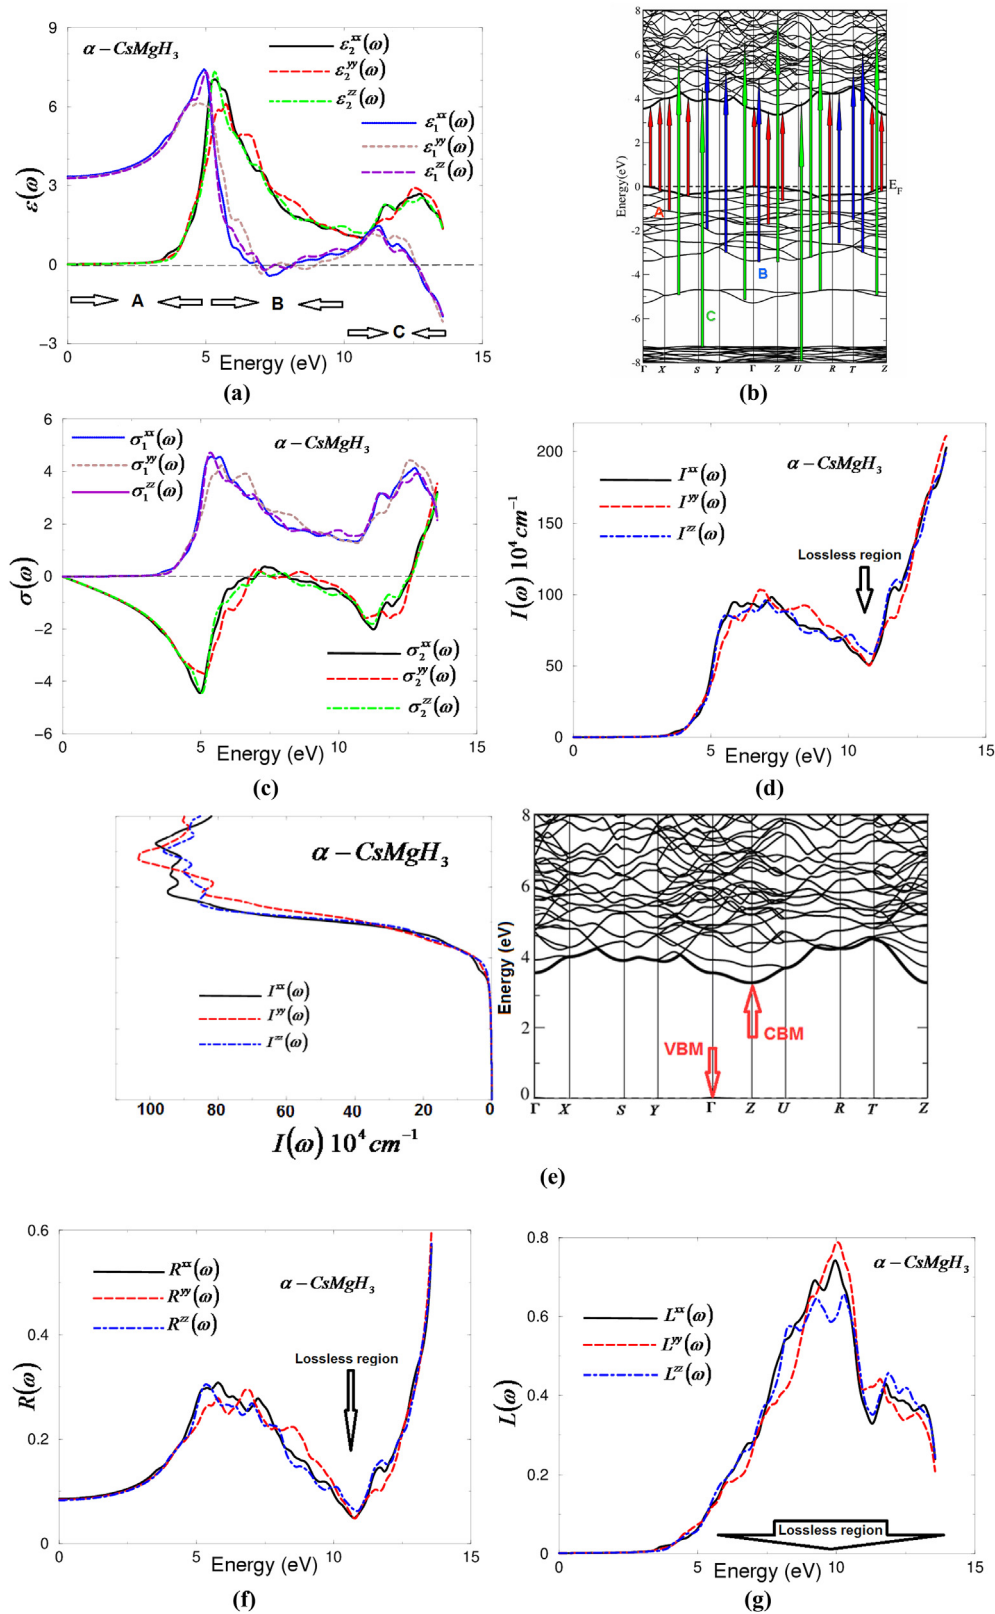 α – CsMgH₃
ε₂ˣˣ(ω)
ε₂ʸʸ(ω)
ε₂ᶻᶻ(ω)
ε₁ˣˣ(ω)
ε₁ʸʸ(ω)
ε₁ᶻᶻ(ω)
9
6
3
0
−3
ε(ω)
A
B
C
0 5 10 15
Energy (eV)
(a)
8
6
4
2
0
-2
-4
-6
-8
Energy(eV)
E_F
A
B
C
Γ X S Y Γ Z U R T Z
(b)
6
4
2
0
−2
−4
−6
σ(ω)
σ₁ˣˣ(ω)
σ₁ʸʸ(ω)
σ₁ᶻᶻ(ω)
α – CsMgH₃
σ₂ˣˣ(ω)
σ₂ʸʸ(ω)
σ₂ᶻᶻ(ω)
0 5 10 15
Energy (eV)
(c)
200
150
100
50
0
I(ω) 10⁴ cm⁻¹
α – CsMgH₃
Iˣˣ(ω)
Iʸʸ(ω)
Iᶻᶻ(ω)
Lossless region
0 5 10 15
Energy (eV)
(d)
α – CsMgH₃
Iˣˣ(ω)
Iʸʸ(ω)
Iᶻᶻ(ω)
100 80 60 40 20 0
I(ω) 10⁴ cm⁻¹
8
6
4
2
0
Energy (eV)
VBM
CBM
Γ X S Y Γ Z U R T Z
(e)
0.6
0.4
0.2
0
R(ω)
Rˣˣ(ω)
Rʸʸ(ω)
Rᶻᶻ(ω)
α – CsMgH₃
Lossless region
0 5 10 15
Energy (eV)
(f)
0.8
0.6
0.4
0.2
0
L(ω)
α – CsMgH₃
Lˣˣ(ω)
Lʸʸ(ω)
Lᶻᶻ(ω)
Lossless region
0 5 10 15
Energy (eV)
(g)